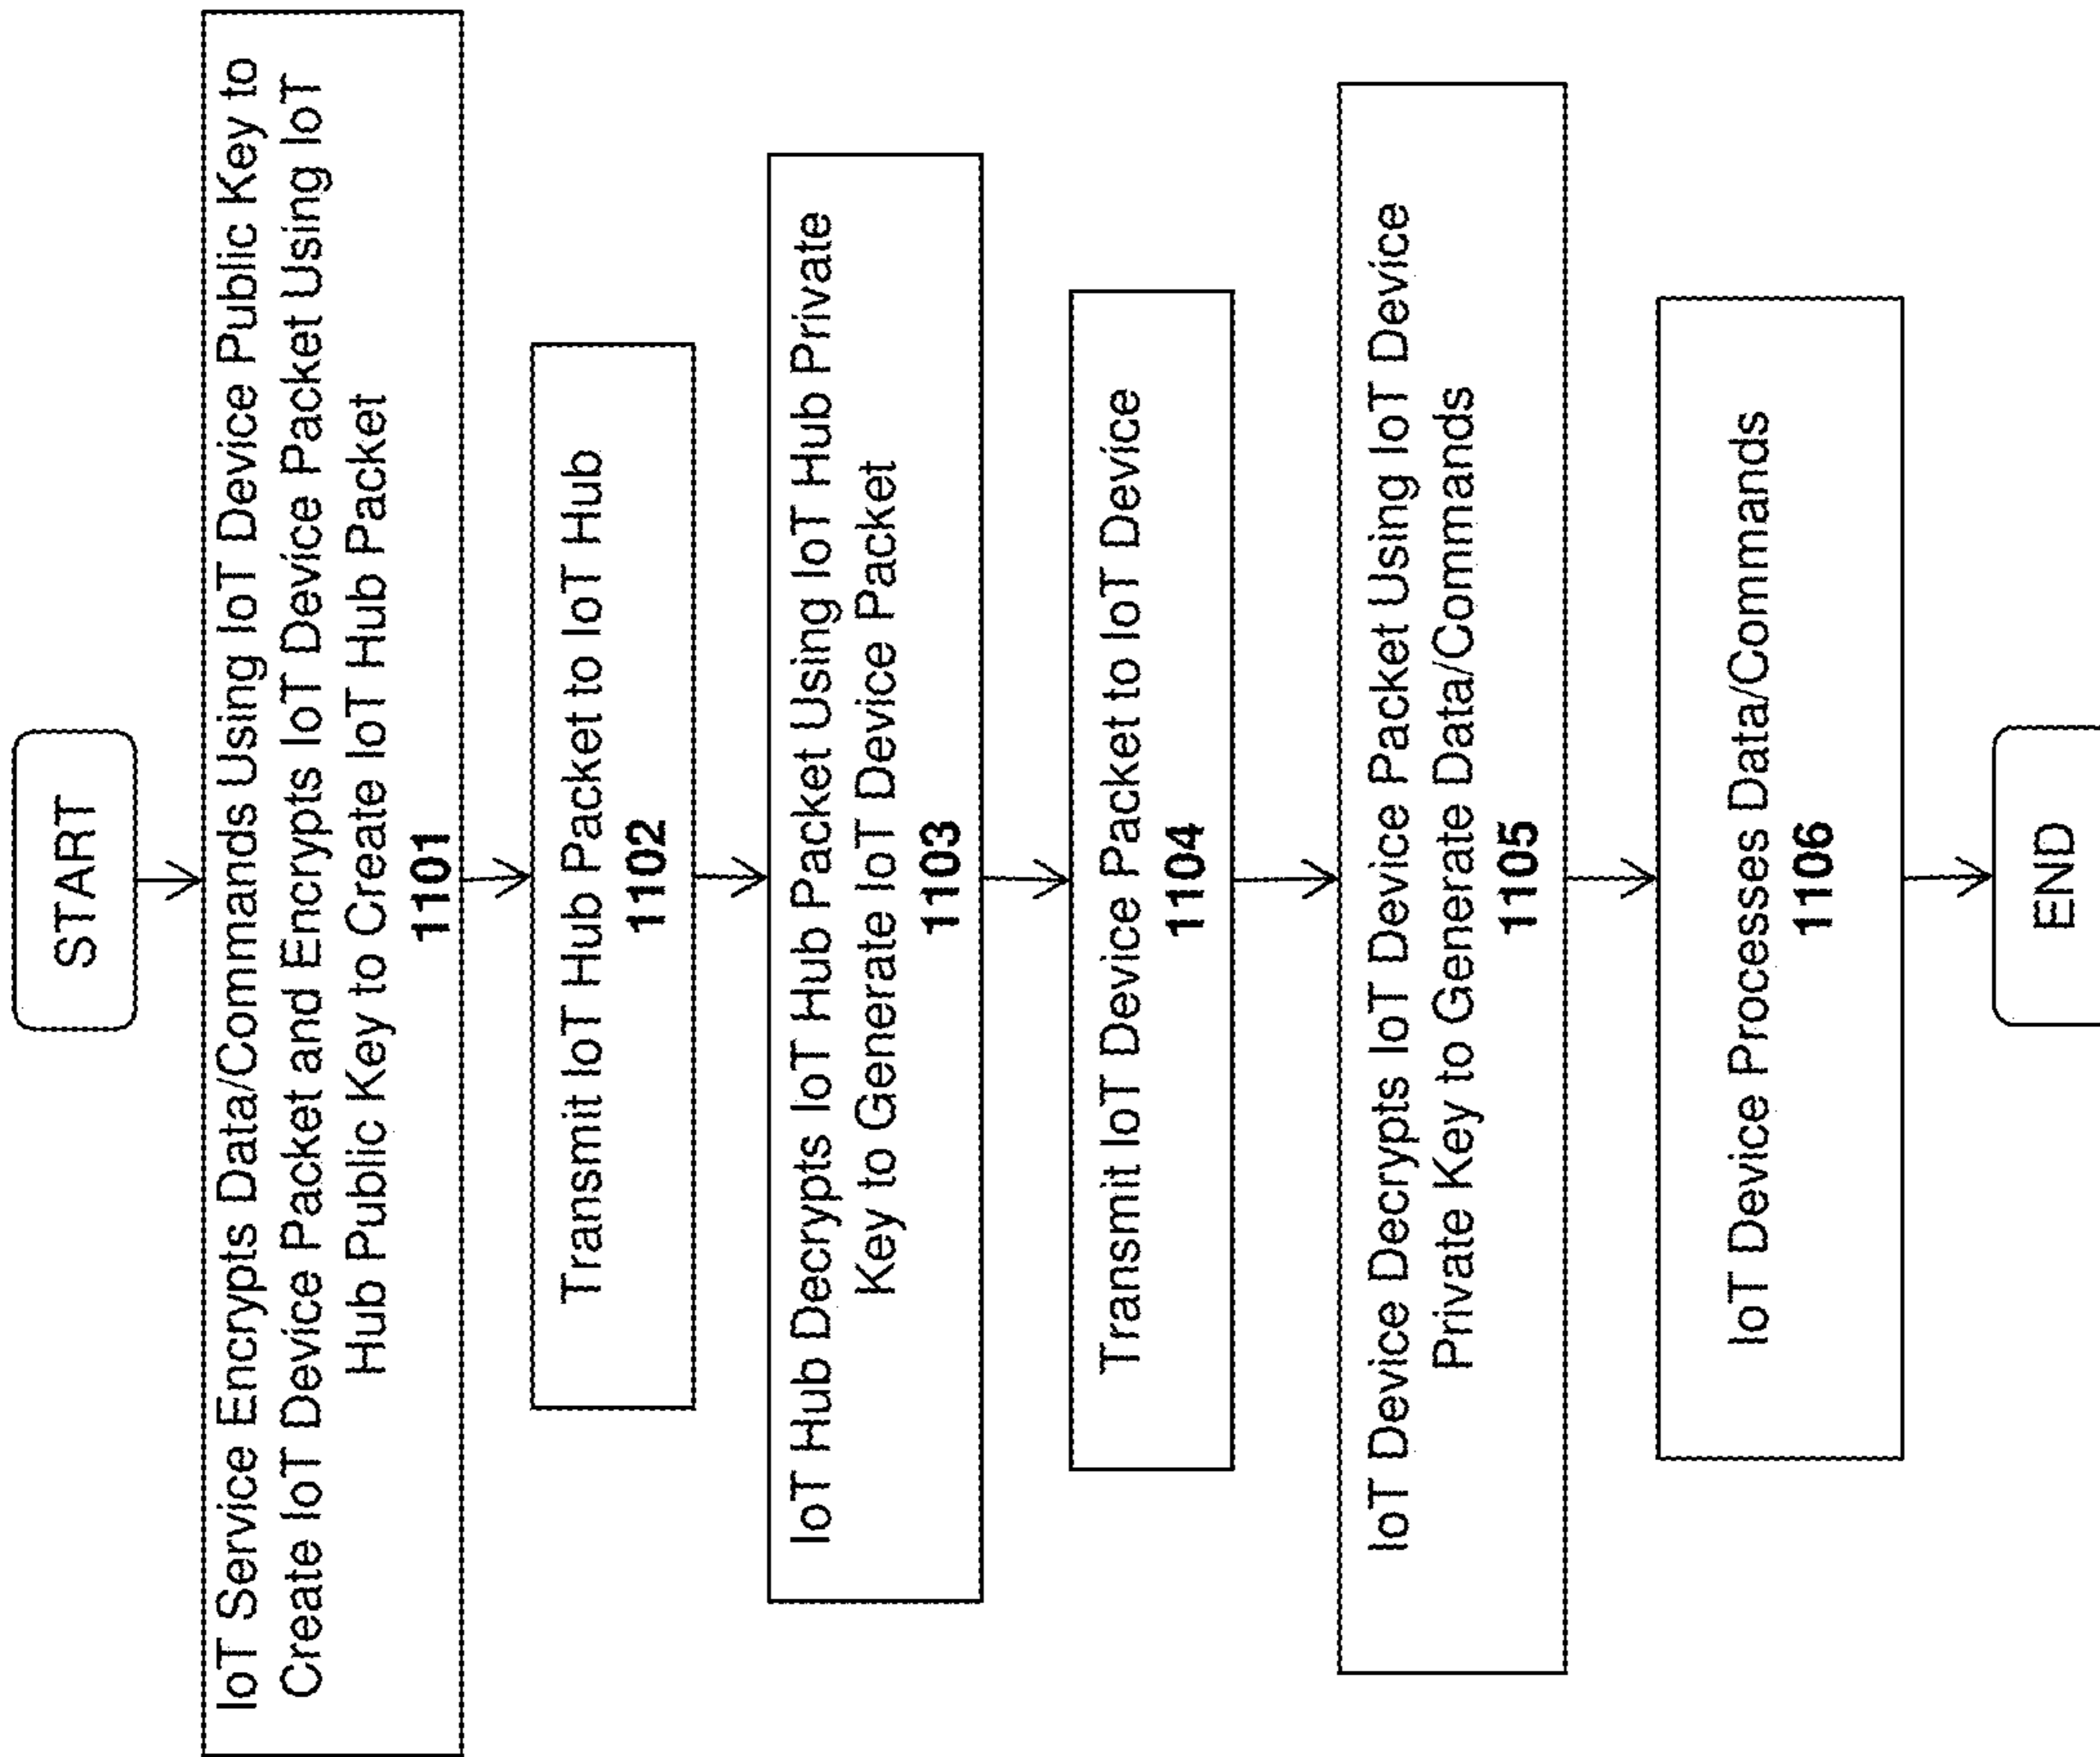 START
IoT Service Encrypts Data/Commands Using IoT Device Public Key to
Create IoT Device Packet and Encrypts IoT Device Packet Using IoT
Hub Public Key to Create IoT Hub Packet
1101
Transmit IoT Hub Packet to IoT Hub
1102
IoT Hub Decrypts IoT Hub Packet Using IoT Hub Private
Key to Generate IoT Device Packet
1103
Transmit IoT Device Packet to IoT Device
1104
IoT Device Decrypts IoT Device Packet Using IoT Device
Private Key to Generate Data/Commands
1105
IoT Device Processes Data/Commands
1106
END